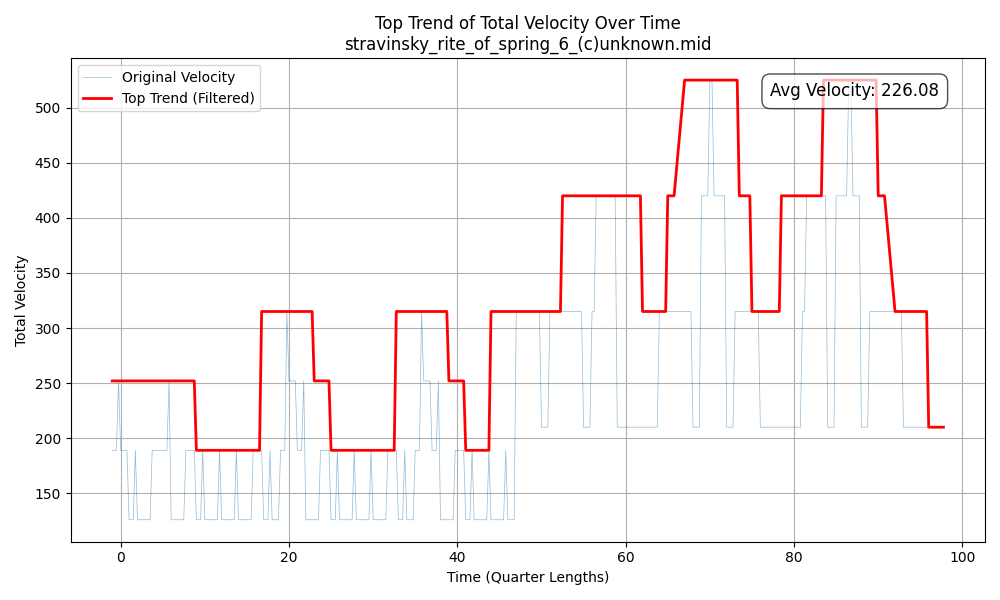 Top Trend of Total Velocity Over Time
stravinsky_rite_of_spring_6_(c)unknown.mid
Original Velocity
Top Trend (Filtered)
Avg Velocity: 226.08
Total Velocity
500
450
400
350
300
250
200
150
0 20 40 60 80 100
Time (Quarter Lengths)